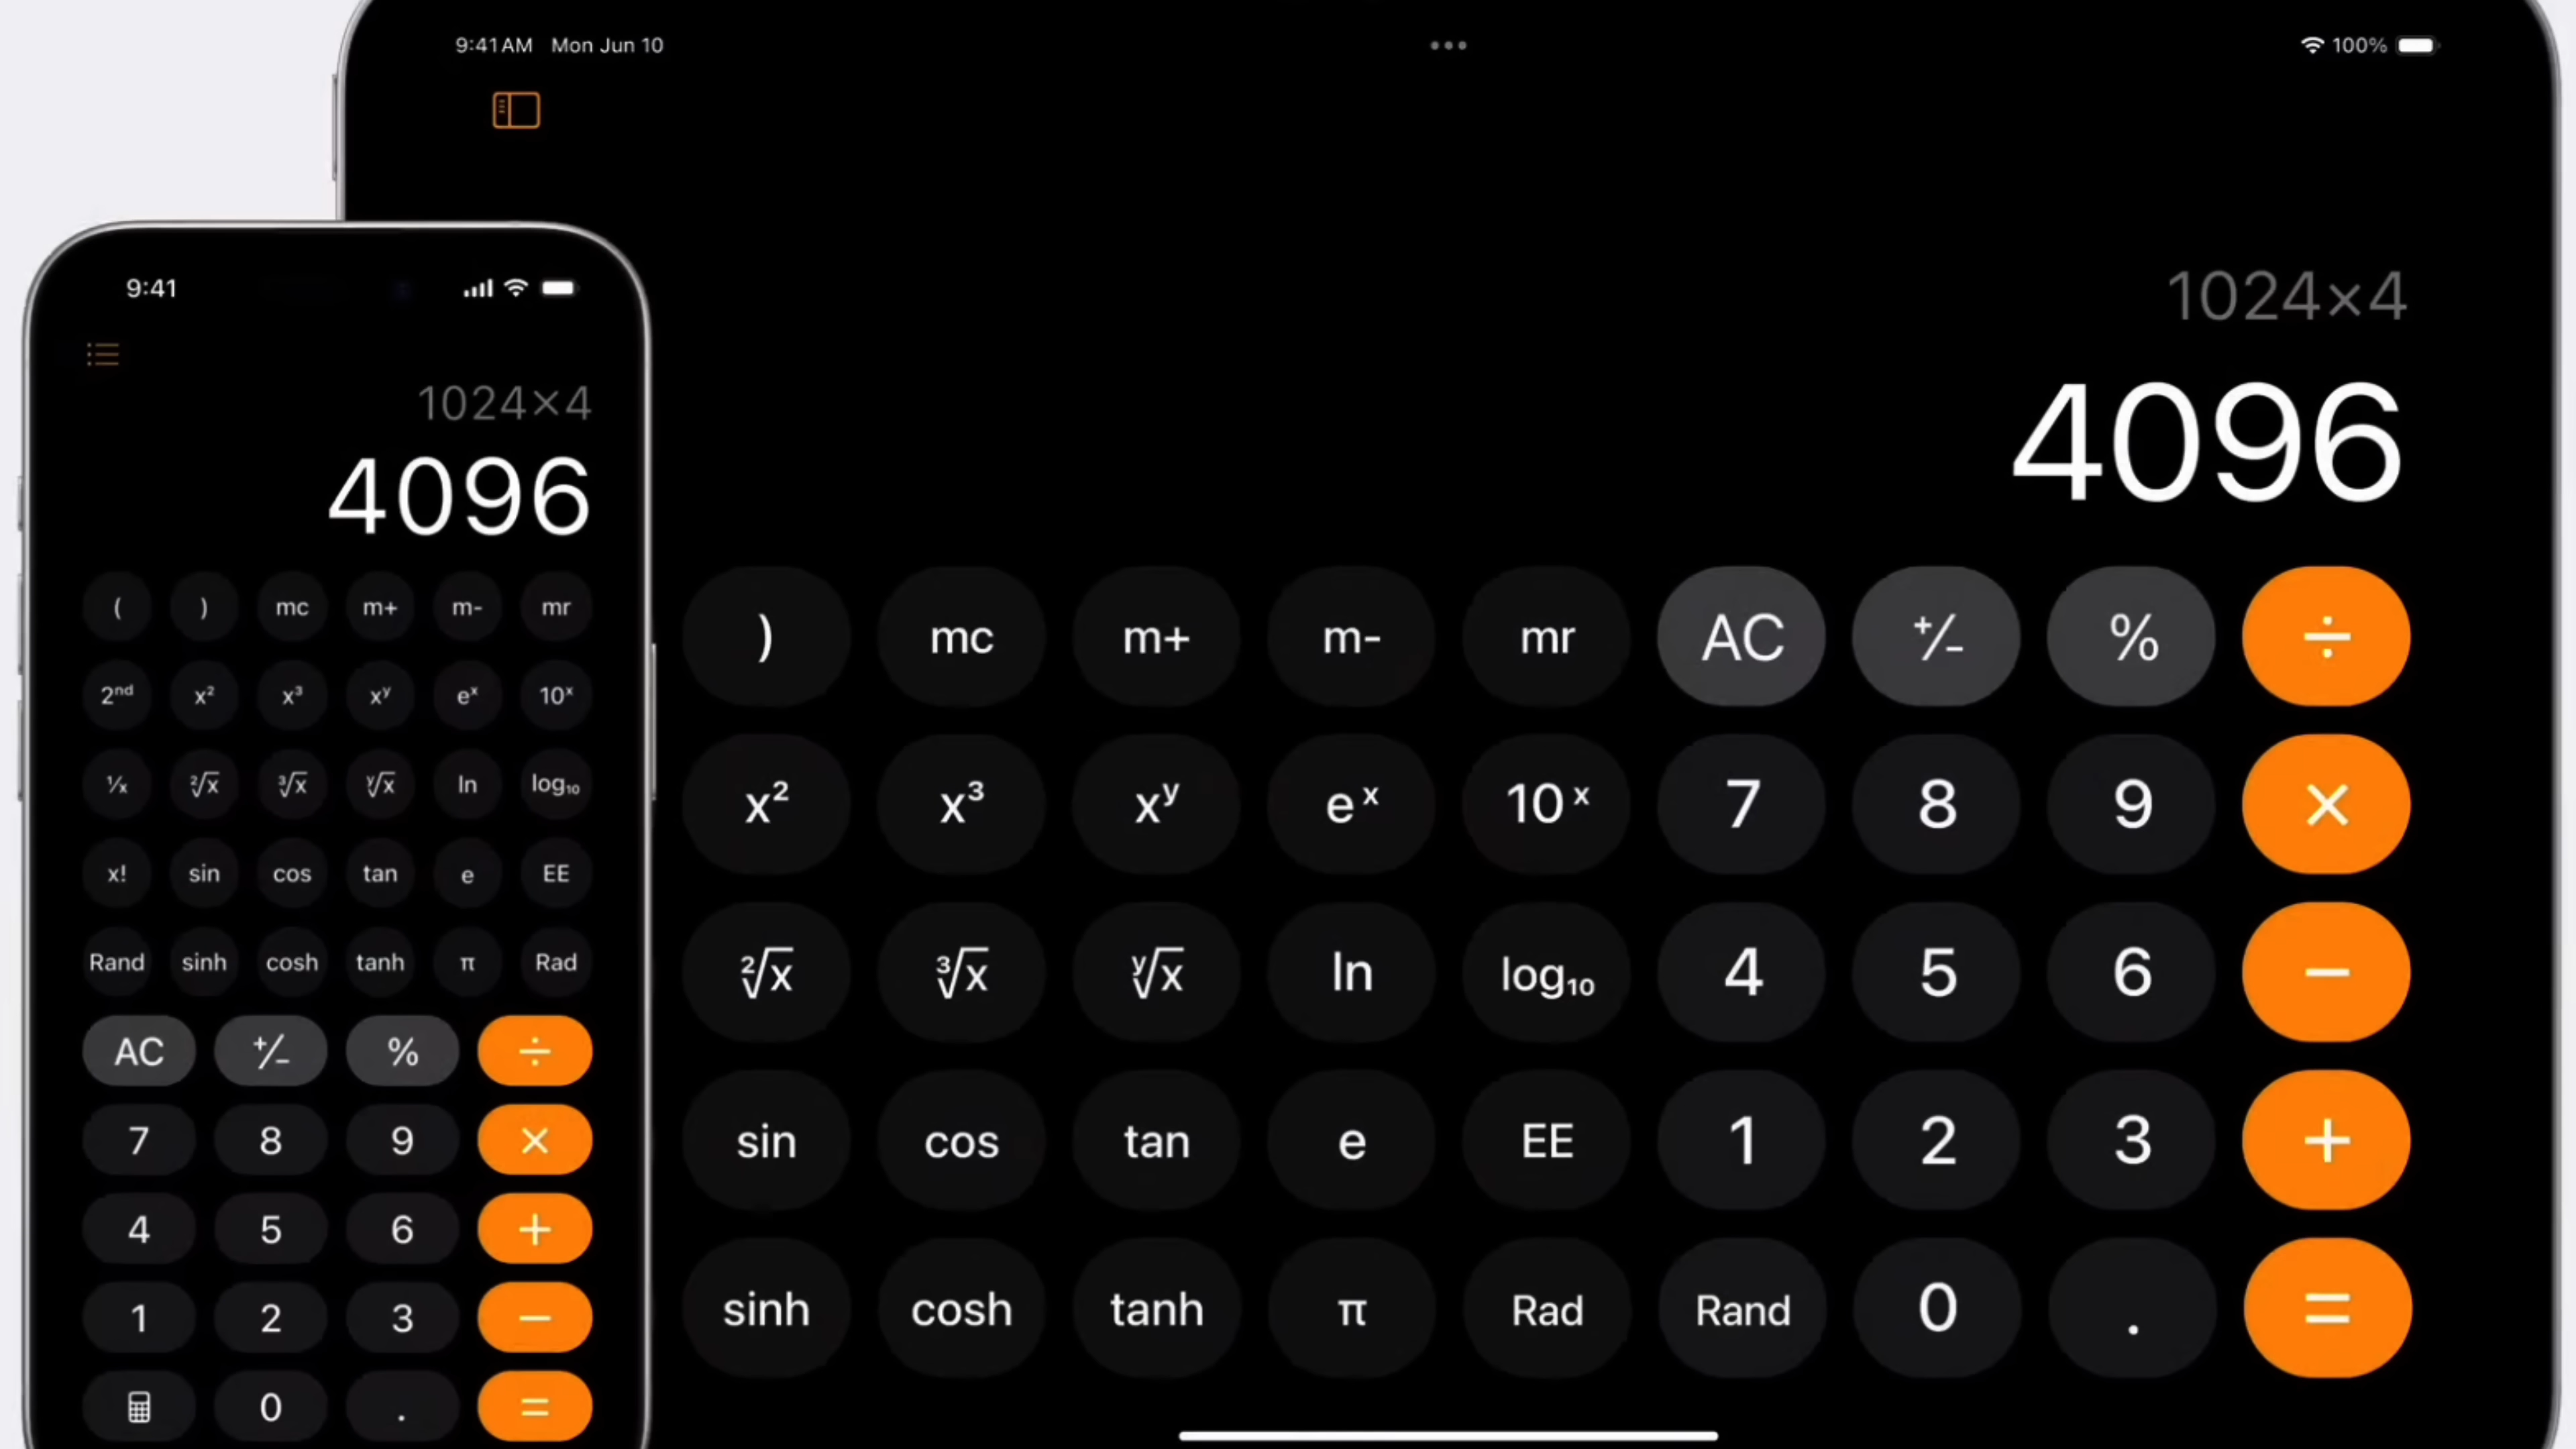 9:41AM Mon Jun 10
100%
1024×4
4096
) mc m+ m- mr AC +/- % ÷
x² x³ xʸ eˣ 10ˣ 7 8 9 ×
²√x ³√x ʸ√x ln log₁₀ 4 5 6 −
sin cos tan e EE 1 2 3 +
sinh cosh tanh π Rad Rand 0 . =
9:41
1024×4
4096
( ) mc m+ m- mr
2ⁿᵈ x² x³ xʸ eˣ 10ˣ
¹⁄ₓ ²√x ³√x ʸ√x ln log₁₀
x! sin cos tan e EE
Rand sinh cosh tanh π Rad
AC +/- % ÷
7 8 9 ×
4 5 6 +
1 2 3 −
0 . =